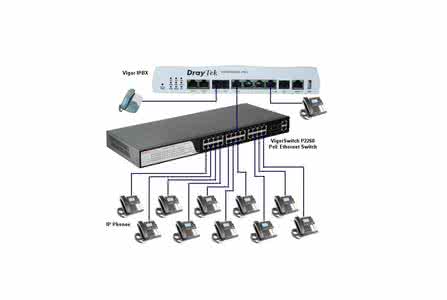 DrayTek
Vigor IPBX
VigorSwitch P2260
PoE Ethernet Switch
IP Phones